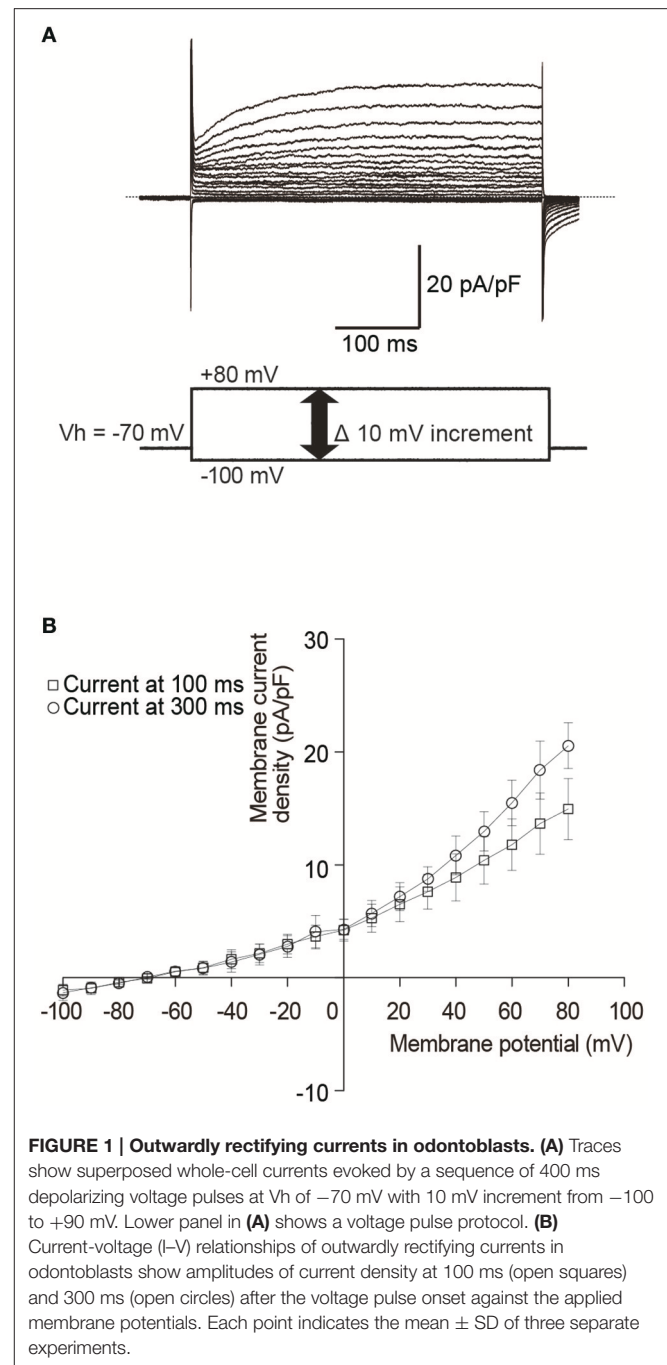 A
20 pA/pF
100 ms
+80 mV
Vh = -70 mV
Δ 10 mV increment
-100 mV
B
Membrane current
density (pA/pF)
30
Current at 100 ms
Current at 300 ms
20
10
-100 -80 -60 -40 -20 0 20 40 60 80 100
Membrane potential (mV)
-10
FIGURE 1 | Outwardly rectifying currents in odontoblasts. (A) Traces
show superposed whole-cell currents evoked by a sequence of 400 ms
depolarizing voltage pulses at Vh of −70 mV with 10 mV increment from −100
to +90 mV. Lower panel in (A) shows a voltage pulse protocol. (B)
Current-voltage (I–V) relationships of outwardly rectifying currents in
odontoblasts show amplitudes of current density at 100 ms (open squares)
and 300 ms (open circles) after the voltage pulse onset against the applied
membrane potentials. Each point indicates the mean ± SD of three separate
experiments.